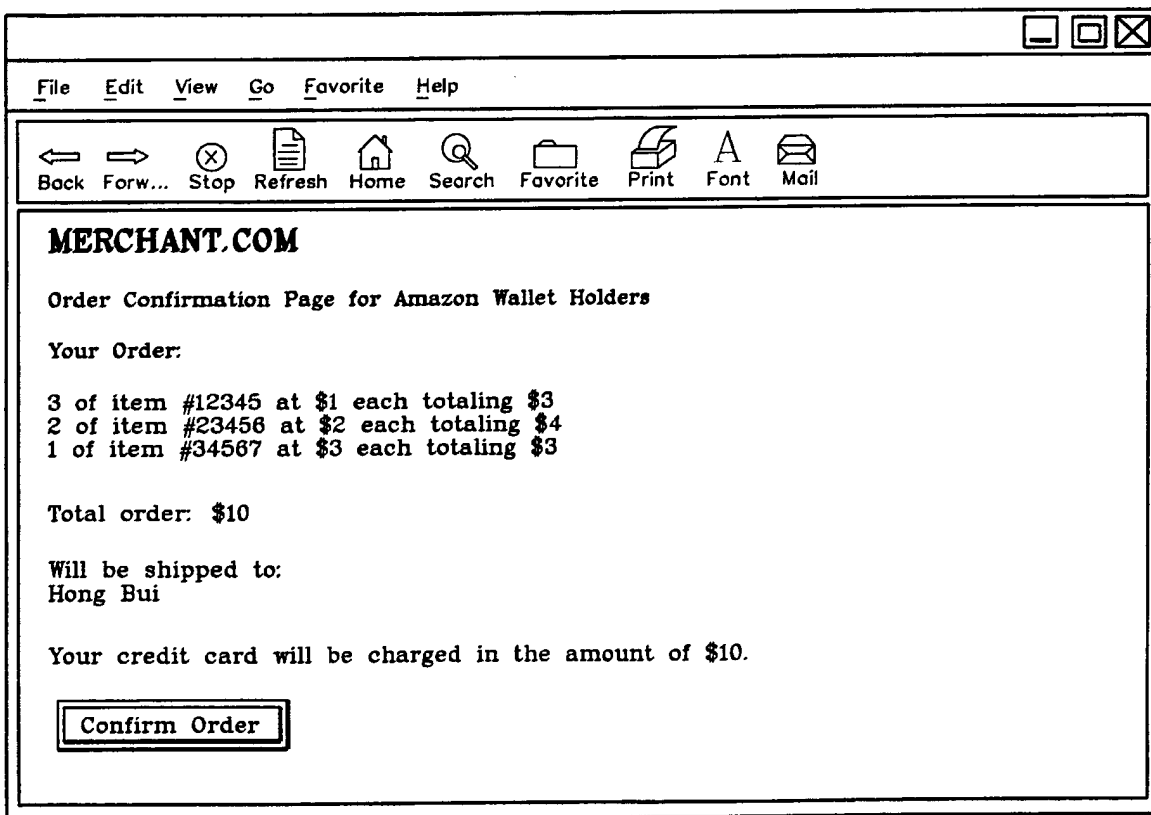 File Edit View Go Favorite Help
Back Forw... Stop Refresh Home Search Favorite Print Font Mail
MERCHANT.COM
Order Confirmation Page for Amazon Wallet Holders
Your Order:
3 of item #12345 at $1 each totaling $3
2 of item #23456 at $2 each totaling $4
1 of item #34567 at $3 each totaling $3
Total order: $10
Will be shipped to:
Hong Bui
Your credit card will be charged in the amount of $10.
Confirm Order